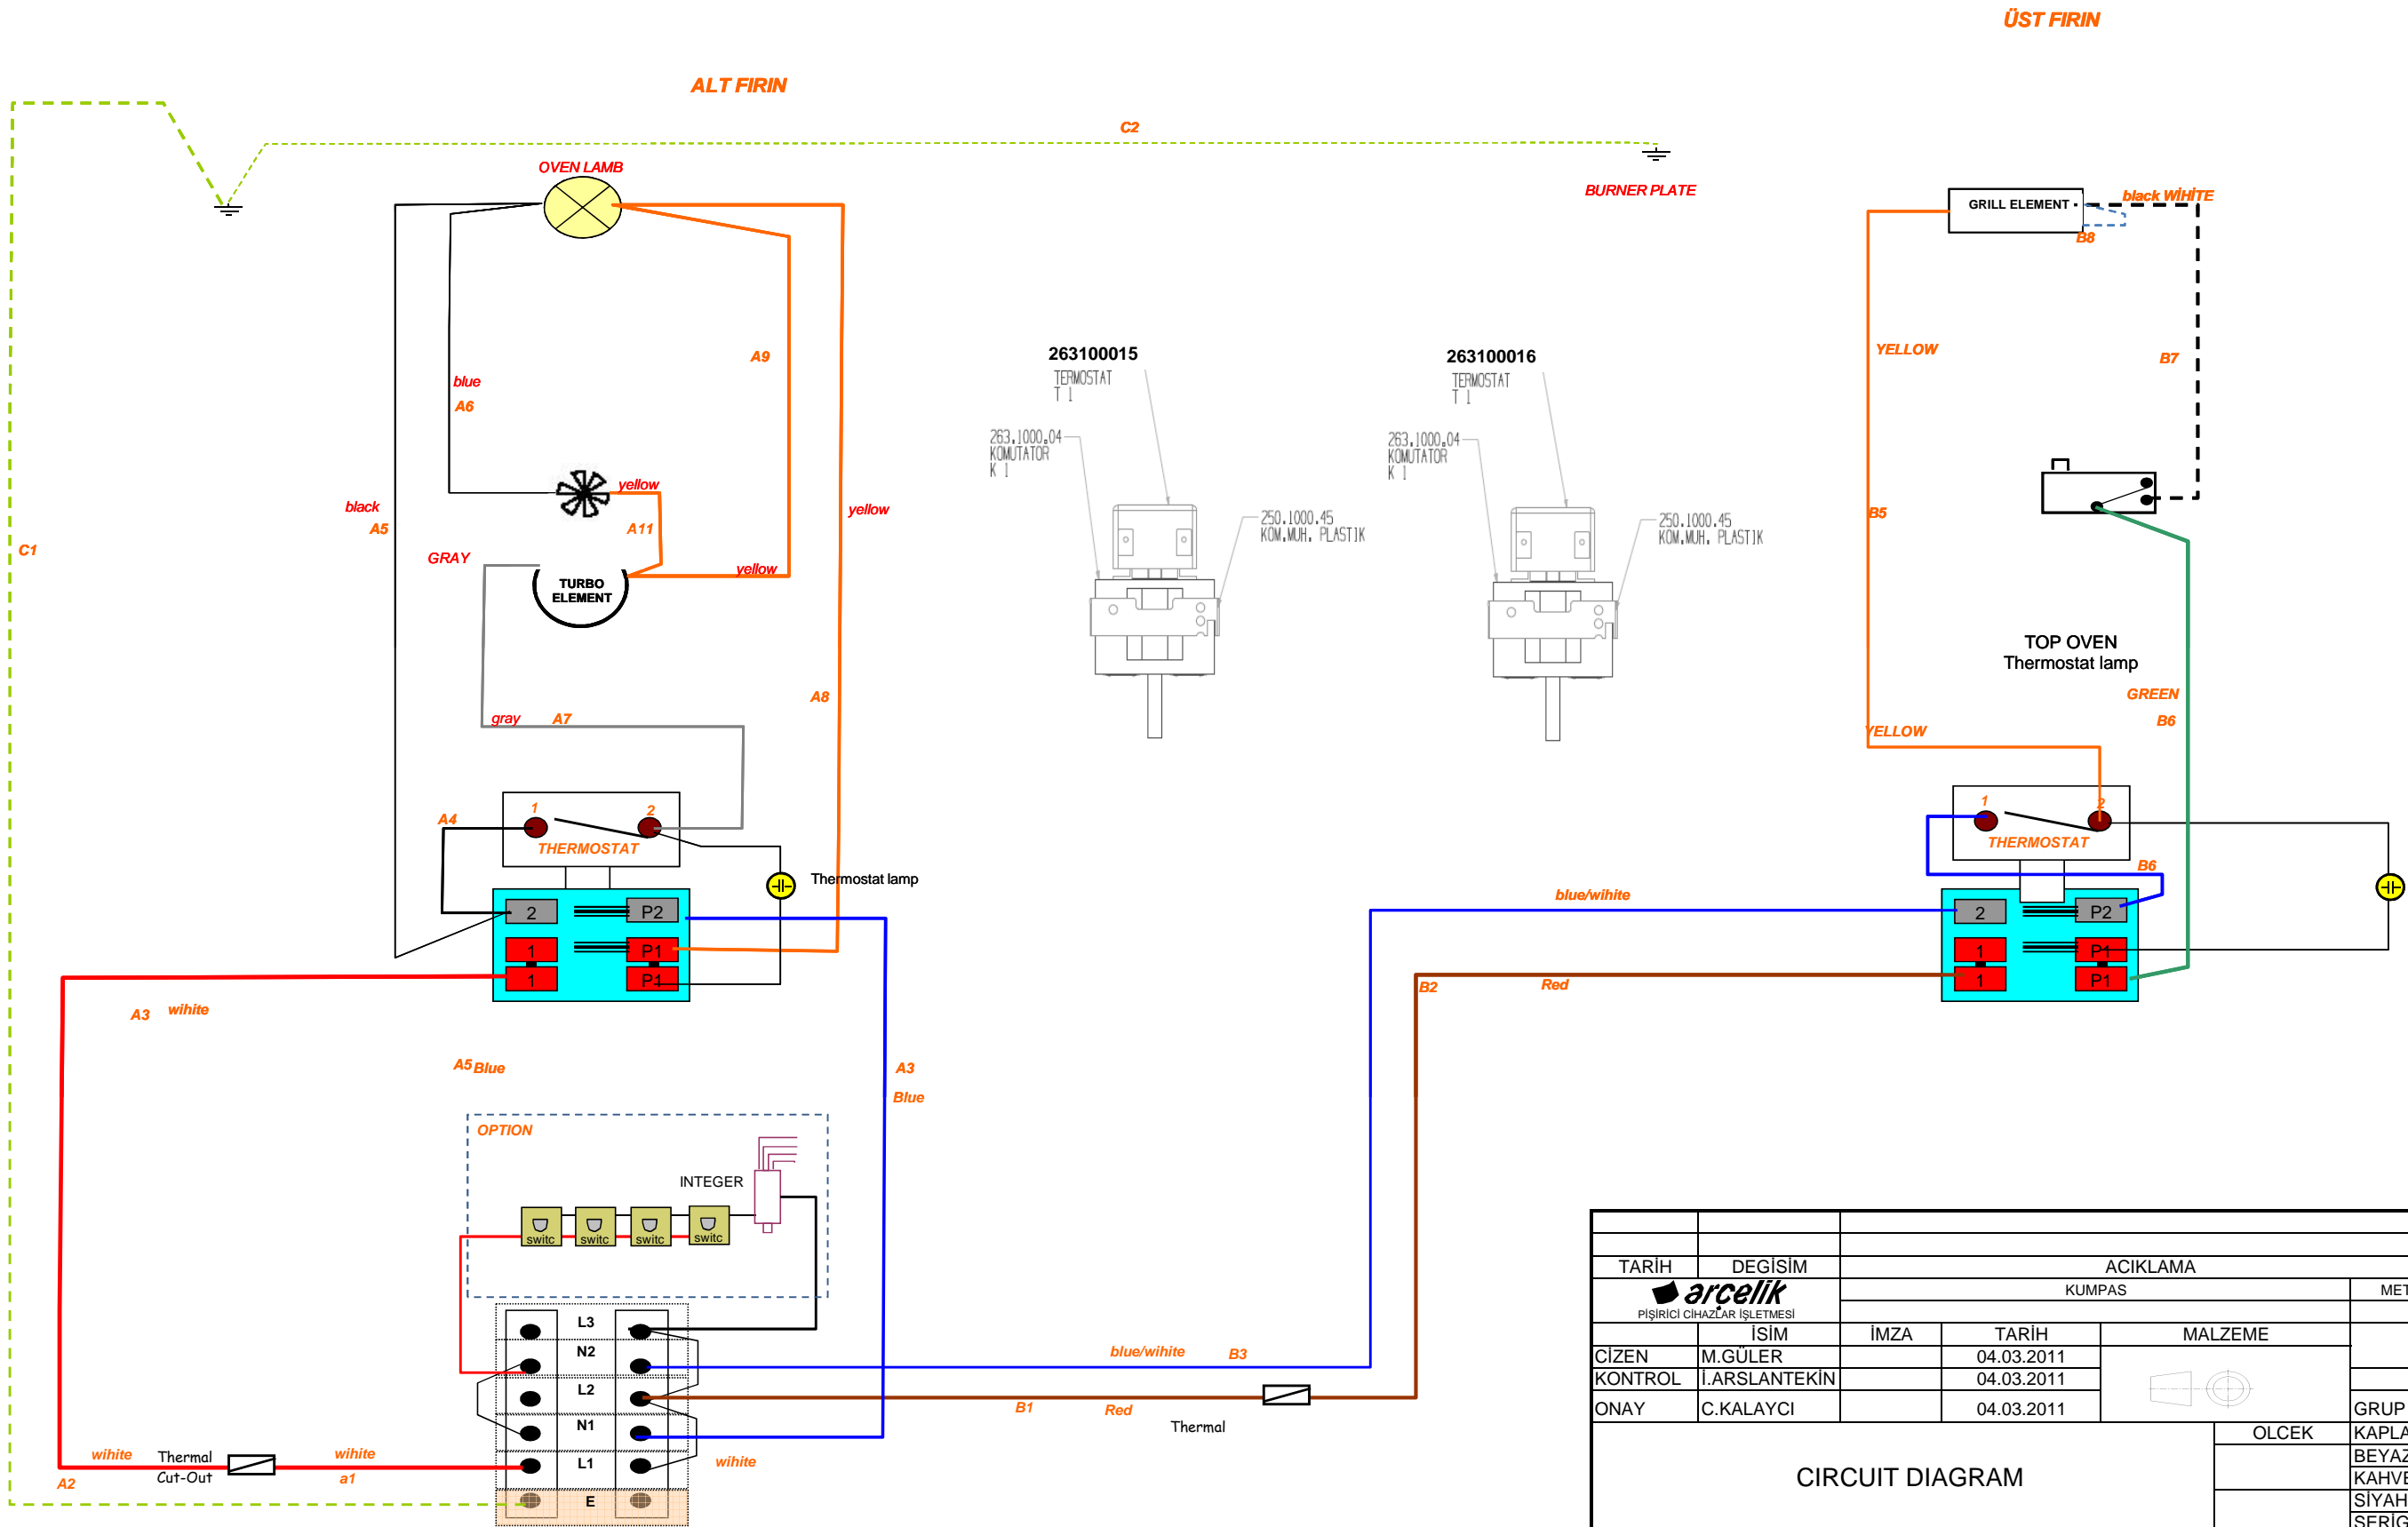 ÜST FIRIN
ALT FIRIN
C2
OVEN LAMB
BURNER PLATE
GRILL ELEMENT
black WİHİTE
B8
263100015
TERMOSTAT
T 1
263.1000.04
KOMUTATOR
K 1
250.1000.45
KOM.MUH. PLASTIK
263100016
TERMOSTAT
T 1
263.1000.04
KOMUTATOR
K 1
250.1000.45
KOM.MUH. PLASTIK
YELLOW
B7
A9
blue
A6
yellow
black
A5
A11
yellow
B5
C1
GRAY
yellow
TURBO
ELEMENT
TOP OVEN
Thermostat lamp
GREEN
B6
A8
gray A7
YELLOW
A4
1
2
THERMOSTAT
Thermostat lamp
2
P2
1
P1
1
P1
1
2
THERMOSTAT
B6
blue/wihite
2
P2
1
P1
1
P1
B2
Red
A3 wihite
A5 Blue
A3
Blue
OPTION
INTEGER
switc
switc
switc
switc
L3
N2
L2
N1
L1
E
blue/wihite B3
B1 Red
Thermal
wihite
wihite
Thermal
Cut-Out
wihite
a1
A2
TARİH DEGİSİM ACIKLAMA
arcelik
PİŞİRİCİ CİHAZLAR İŞLETMESİ
KUMPAS
MET
İSİM İMZA TARİH MALZEME
CİZEN M.GÜLER 04.03.2011
KONTROL İ.ARSLANTEKİN 04.03.2011
ONAY C.KALAYCI 04.03.2011
GRUP
OLCEK
KAPLA
BEYAZ
KAHVE
SİYAH
SERİG
CIRCUIT DIAGRAM